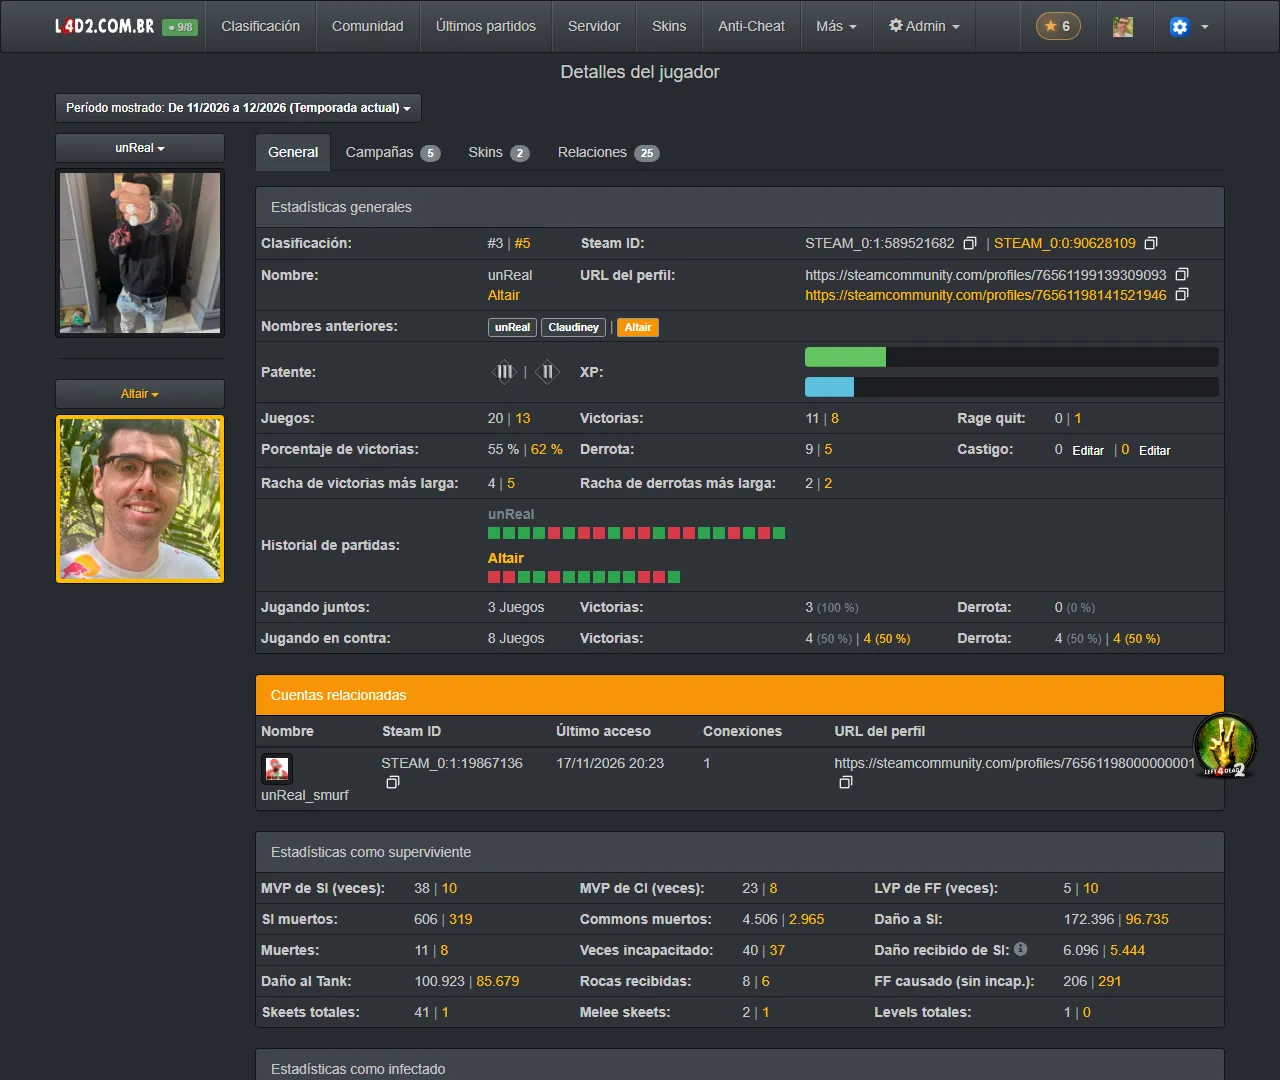 L4D2.COM.BR
9/8
Clasificación
Comunidad
Últimos partidos
Servidor
Skins
Anti-Cheat
Más
Admin
6
Detalles del jugador
Período mostrado: De 11/2026 a 12/2026 (Temporada actual)
unReal
Altair
General
Campañas 5
Skins 2
Relaciones 25
Estadísticas generales
Clasificación: #3 | #5 Steam ID: STEAM_0:1:589521682 | STEAM_0:0:90628109
Nombre: unReal URL del perfil: https://steamcommunity.com/profiles/76561199139309093
Altair https://steamcommunity.com/profiles/76561198141521946
Nombres anteriores: unReal Claudiney | Altair
Patente: III | II XP:
Juegos: 20 | 13 Victorias: 11 | 8 Rage quit: 0 | 1
Porcentaje de victorias: 55 % | 62 % Derrota: 9 | 5 Castigo: 0 Editar | 0 Editar
Racha de victorias más larga: 4 | 5 Racha de derrotas más larga: 2 | 2
Historial de partidas:
unReal
Altair
Jugando juntos: 3 Juegos Victorias: 3 (100 %) Derrota: 0 (0 %)
Jugando en contra: 8 Juegos Victorias: 4 (50 %) | 4 (50 %) Derrota: 4 (50 %) | 4 (50 %)
Cuentas relacionadas
Nombre Steam ID Último acceso Conexiones URL del perfil
STEAM_0:1:19867136 17/11/2026 20:23 1 https://steamcommunity.com/profiles/76561198000000001
unReal_smurf
LEFT 4 DEAD 2
Estadísticas como superviviente
MVP de SI (veces): 38 | 10 MVP de CI (veces): 23 | 8 LVP de FF (veces): 5 | 10
SI muertos: 606 | 319 Commons muertos: 4.506 | 2.965 Daño a SI: 172.396 | 96.735
Muertes: 11 | 8 Veces incapacitado: 40 | 37 Daño recibido de SI: 6.096 | 5.444
Daño al Tank: 100.923 | 85.679 Rocas recibidas: 8 | 6 FF causado (sin incap.): 206 | 291
Skeets totales: 41 | 1 Melee skeets: 2 | 1 Levels totales: 1 | 0
Estadísticas como infectado